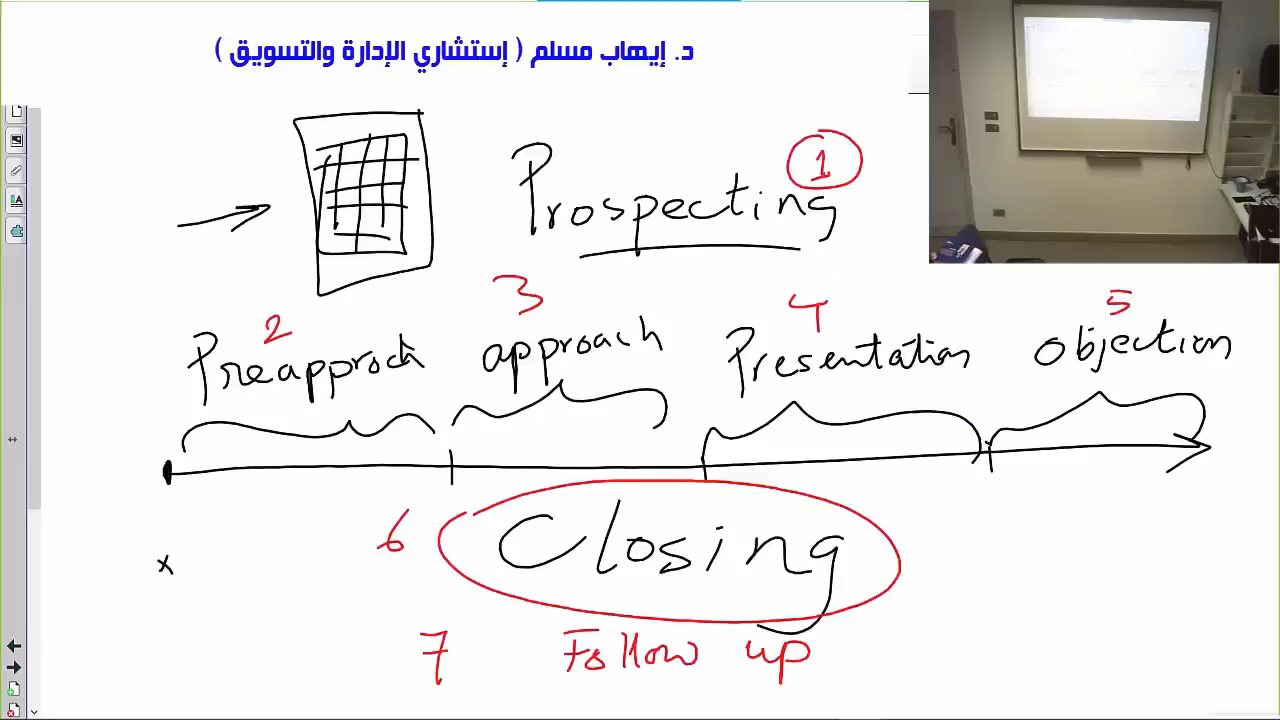 د. إيهاب مسلم ( إستشاري الإدارة والتسويق )
Prospecting 1
2 3 4 5
Preapproch approach Presentation objection
6 Closing
x
7 Follow up